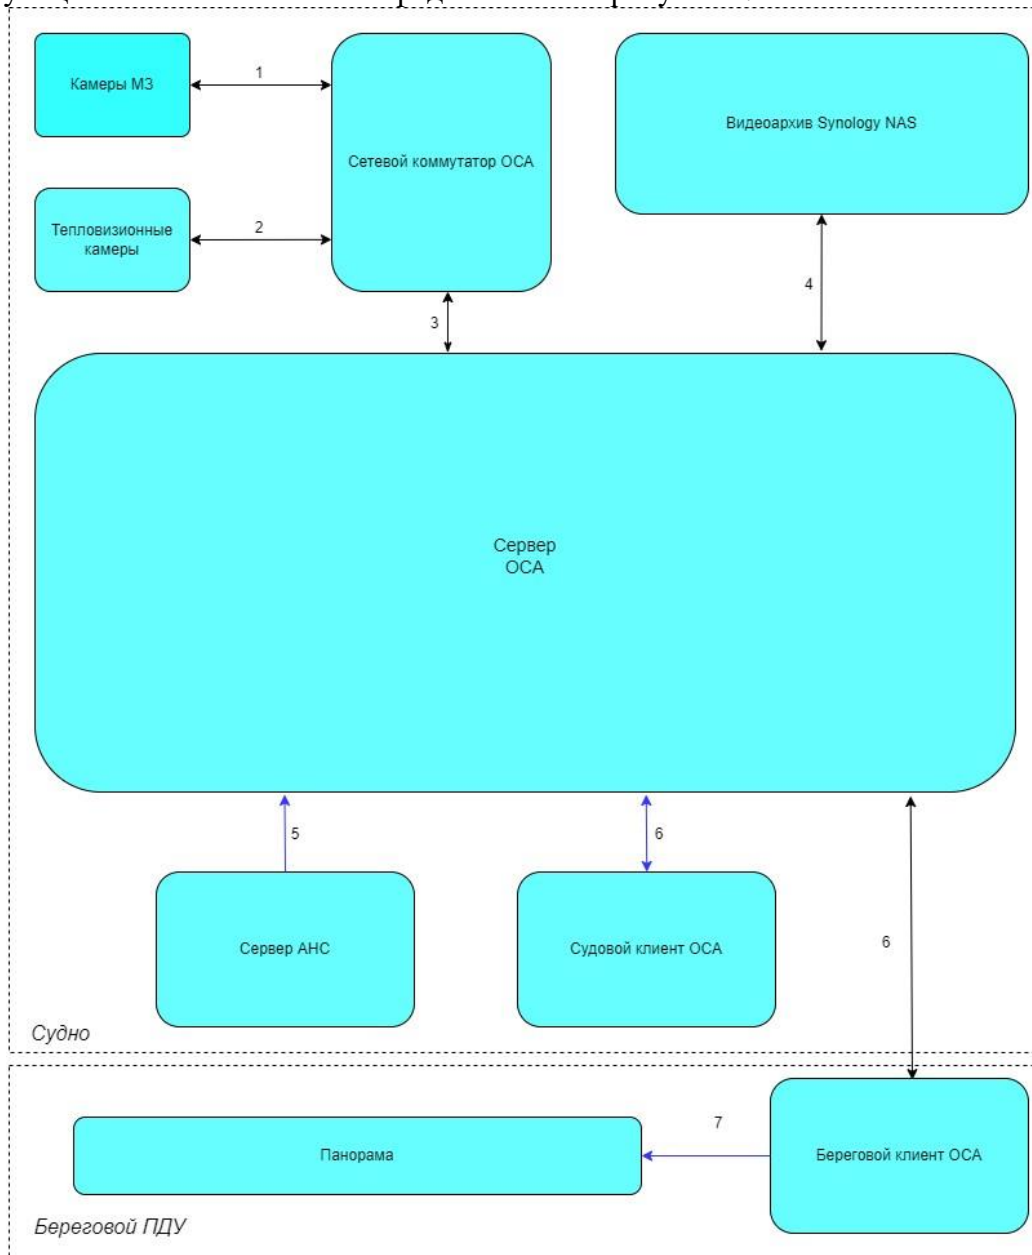 Камеры МЗ
1
Сетевой коммутатор ОСА
Видеоархив Synology NAS
Тепловизионные
камеры
2
3
4
Сервер
ОСА
5
6
6
Сервер АНС
Судовой клиент ОСА
Судно
7
Панорама
Береговой клиент ОСА
Береговой ПДУ